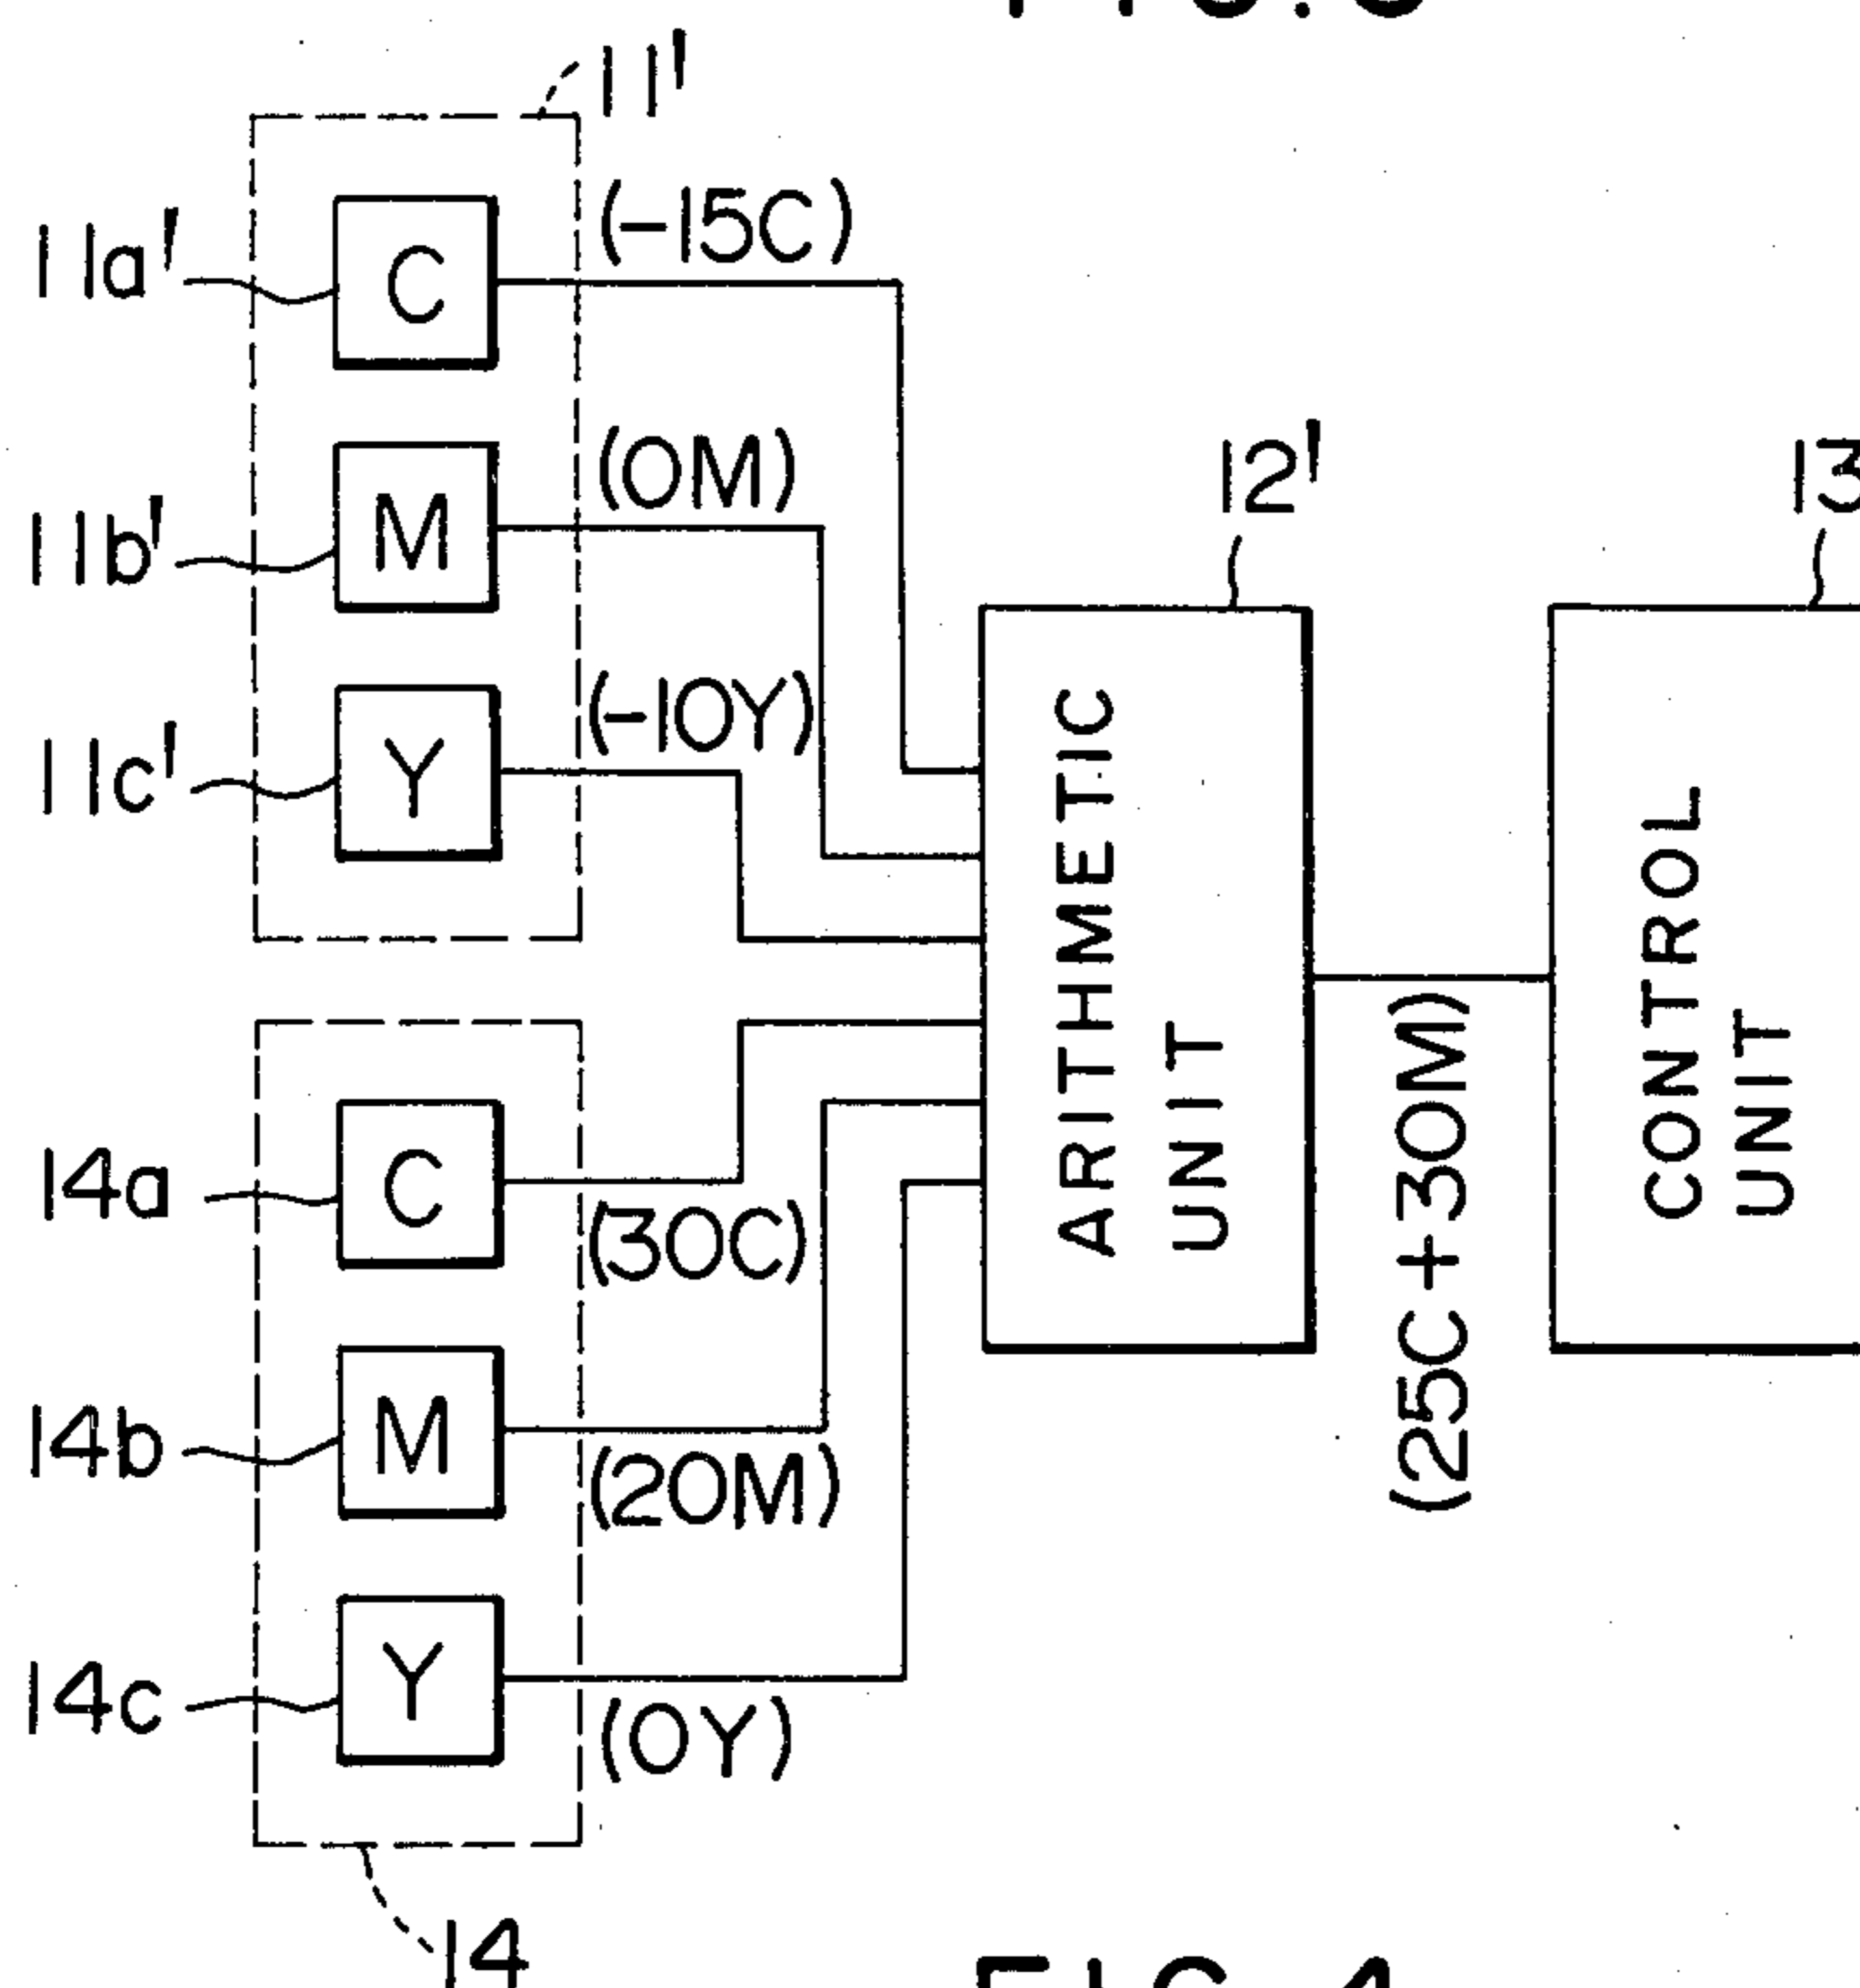 11'
11a'
C
(-15C)
11b'
M
(0M)
11c'
Y
(-10Y)
12'
ARITHMETIC
UNIT
(25C+30M)
13
CONTROL
UNIT
14a
C
(30C)
14b
M
(20M)
14c
Y
(0Y)
14